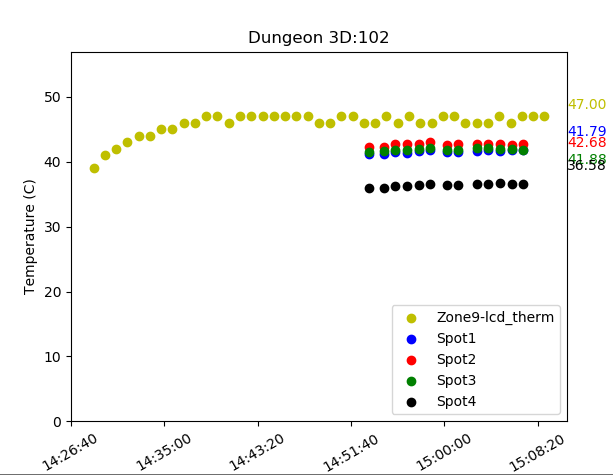 Dungeon 3D:102
Temperature (C)
50
40
30
20
10
0
47.00
41.79
42.68
41.88
36.58
Zone9-lcd_therm
Spot1
Spot2
Spot3
Spot4
14:26:40
14:35:00
14:43:20
14:51:40
15:00:00
15:08:20